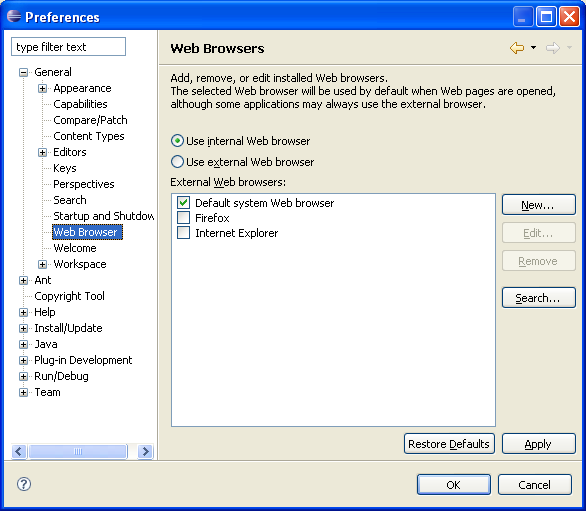 Preferences
type filter text
General
Appearance
Capabilities
Compare/Patch
Content Types
Editors
Keys
Perspectives
Search
Startup and Shutdow
Web Browser
Welcome
Workspace
Ant
Copyright Tool
Help
Install/Update
Java
Plug-in Development
Run/Debug
Team
Web Browsers
Add, remove, or edit installed Web browsers.
The selected Web browser will be used by default when Web pages are opened,
although some applications may always use the external browser.
Use internal Web browser
Use external Web browser
External Web browsers:
Default system Web browser
Firefox
Internet Explorer
New...
Edit...
Remove
Search...
Restore Defaults
Apply
?
OK
Cancel